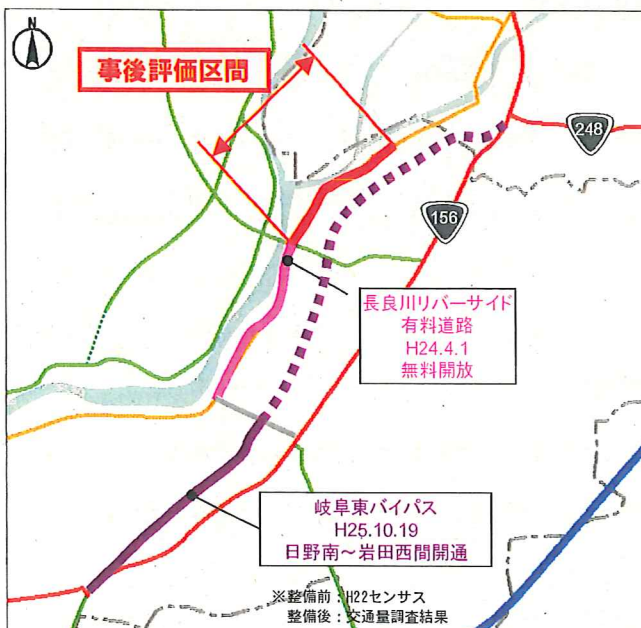 N
事後評価区間
248
156
長良川リバーサイド
有料道路
H24.4.1
無料開放
岐阜東バイパス
H25.10.19
日野南～岩田西間開通
※整備前：H22センサス
整備後：交通量調査結果